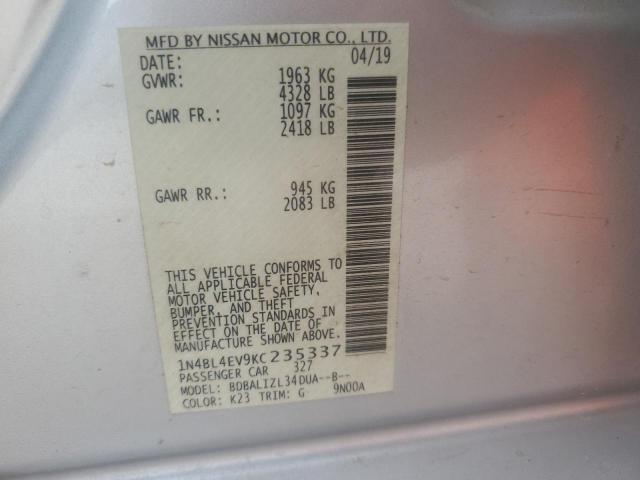 MFD BY NISSAN MOTOR CO., LTD.
DATE: 04/19
GVWR: 1963 KG
4328 LB
GAWR FR.: 1097 KG
2418 LB
GAWR RR.: 945 KG
2083 LB
THIS VEHICLE CONFORMS TO
ALL APPLICABLE FEDERAL
MOTOR VEHICLE SAFETY,
BUMPER, AND THEFT
PREVENTION STANDARDS IN
EFFECT ON THE DATE OF
MANUFACTURE SHOWN ABOVE.
1N4BL4EV9KC235337
PASSENGER CAR 327
MODEL: BDBALIZL34DUA--B--
COLOR: K23 TRIM: G 9N00A